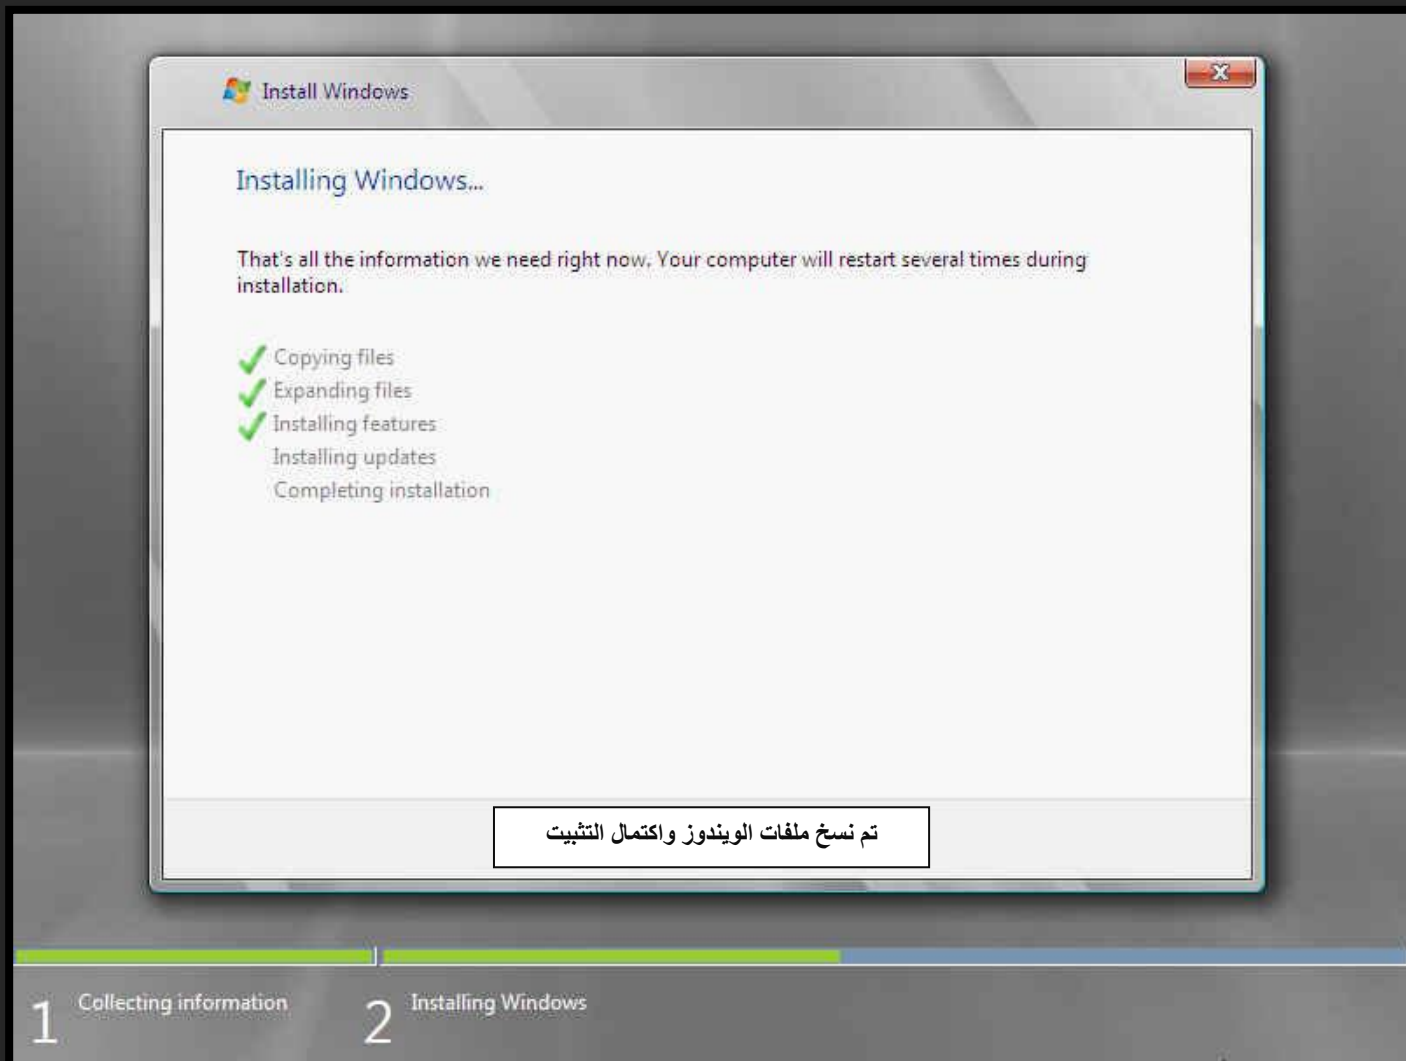 Install Windows
Installing Windows...
That's all the information we need right now. Your computer will restart several times during
installation.
Copying files
Expanding files
Installing features
Installing updates
Completing installation
تم نسخ ملفات الويندوز واكتمال التثبيت
1 Collecting information
2 Installing Windows